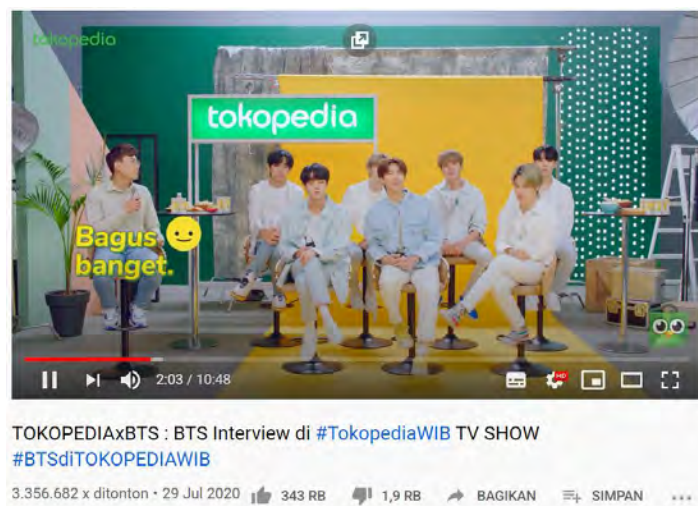 tokopedia
tokopedia
Bagus
banget.
2:03 / 10:48
HD
TOKOPEDIAxBTS : BTS Interview di #TokopediaWIB TV SHOW
#BTSdiTOKOPEDIAWIB
3.356.682 x ditonton • 29 Jul 2020 343 RB 1,9 RB BAGIKAN SIMPAN